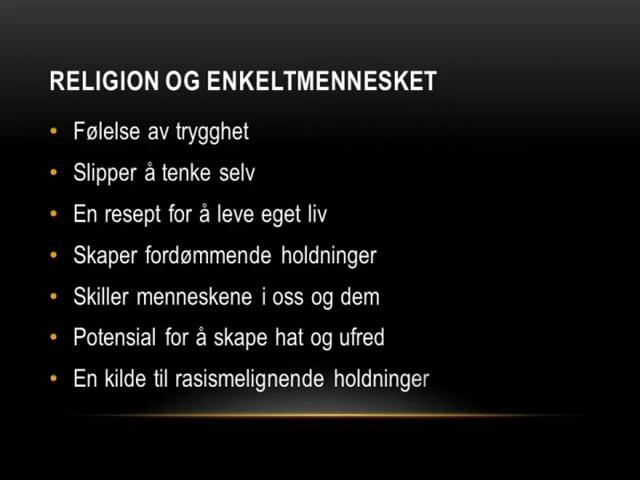 RELIGION OG ENKELTMENNESKET
• Følelse av trygghet
• Slipper å tenke selv
• En resept for å leve eget liv
• Skaper fordømmende holdninger
• Skiller menneskene i oss og dem
• Potensial for å skape hat og ufred
• En kilde til rasismelignende holdninger